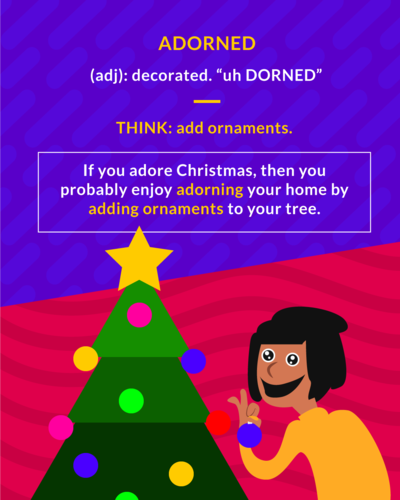 ADORNED
(adj): decorated. “uh DORNED”
THINK: add ornaments.
If you adore Christmas, then you
probably enjoy adorning your home by
adding ornaments to your tree.